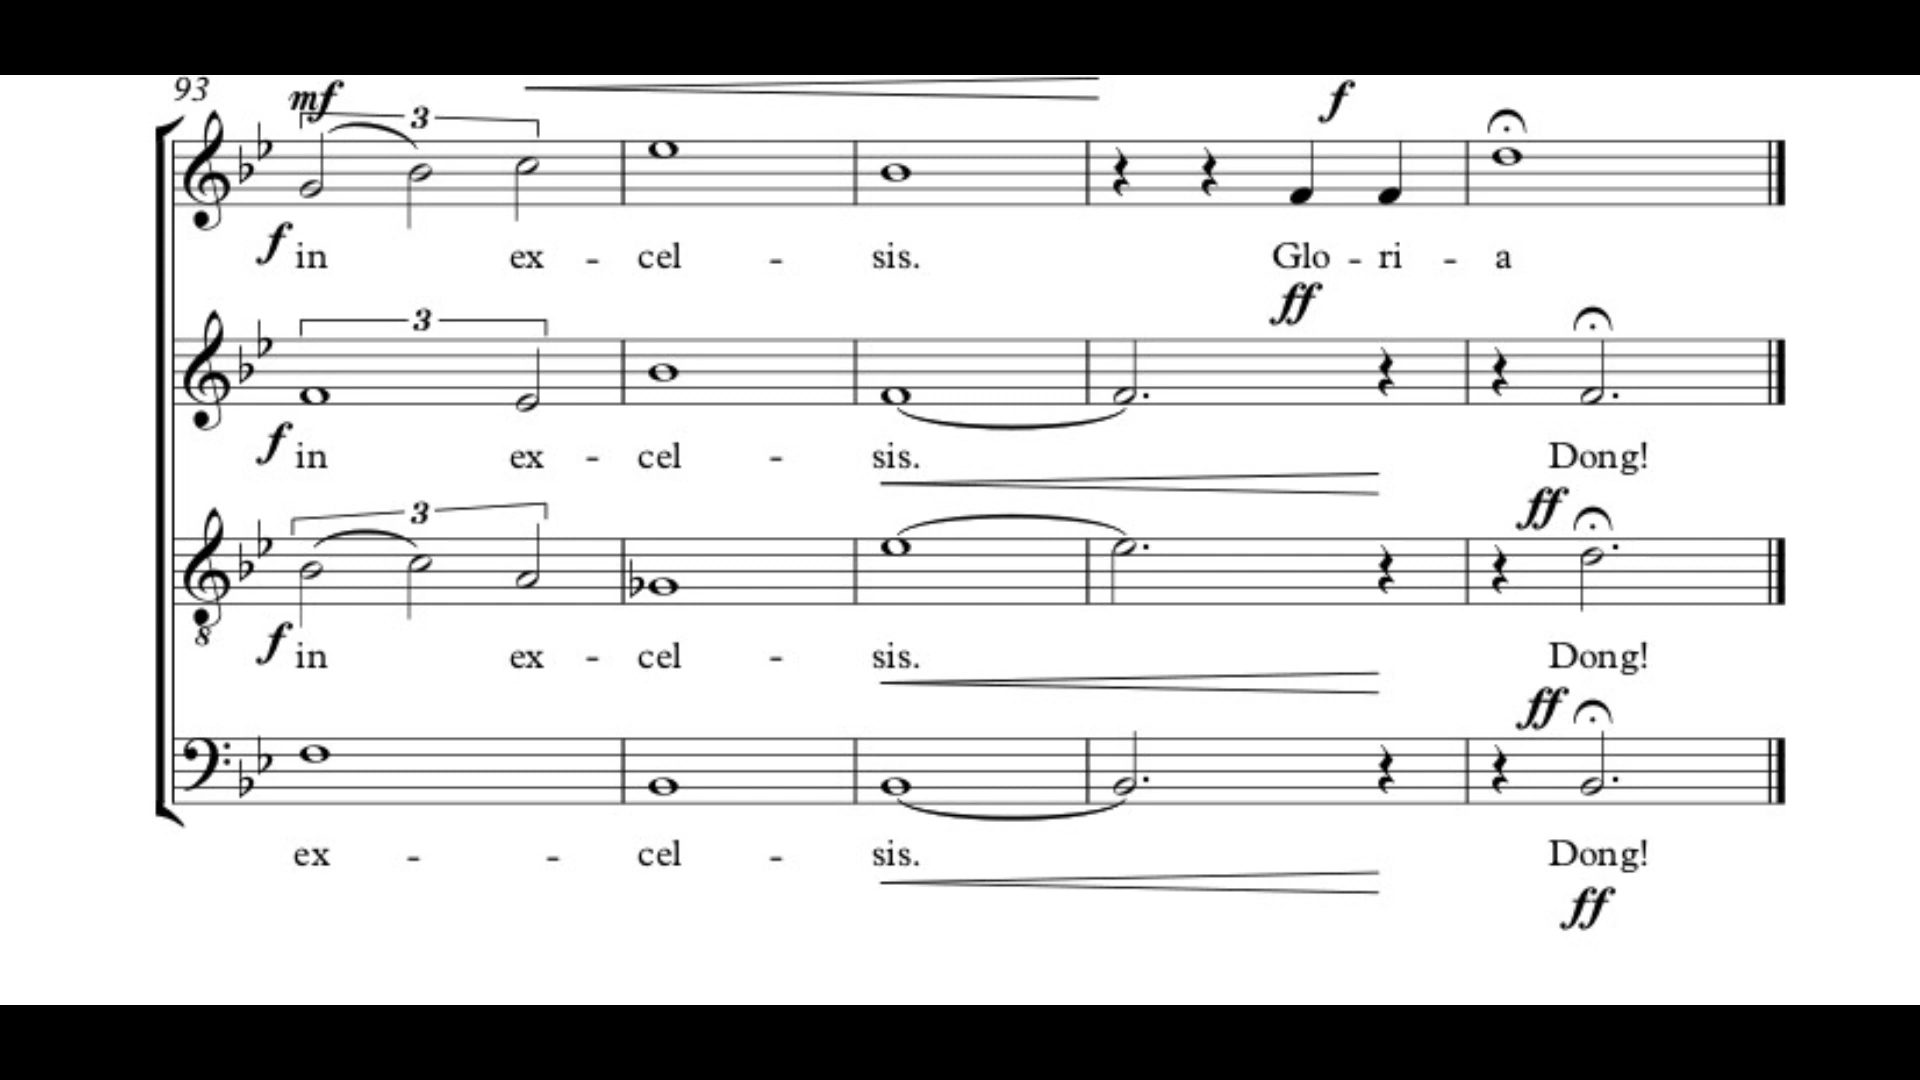 93
mf
3
f
f in ex - cel - sis. Glo - ri - a
ff
3
f in ex - cel - sis. Dong!
ff
3
8
f in ex - cel - sis. Dong!
ff
ex - - cel - sis. Dong!
ff